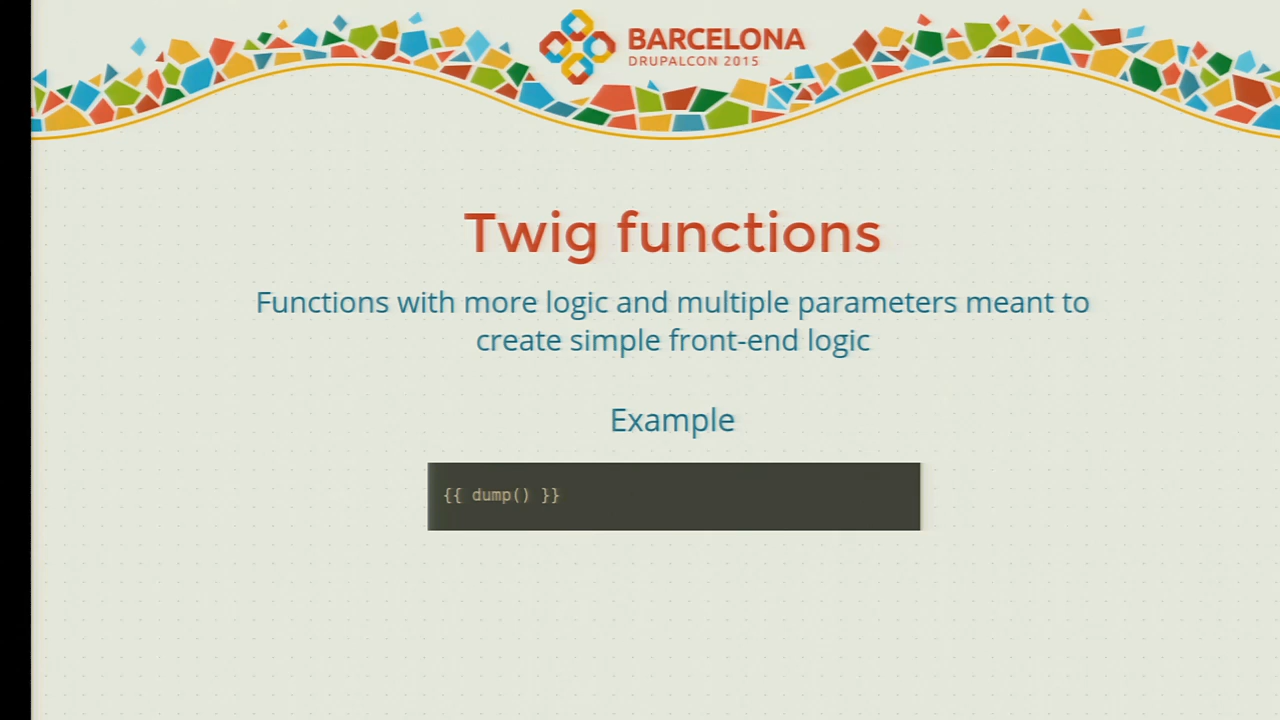 BARCELONA
DRUPALCON 2015
Twig functions
Functions with more logic and multiple parameters meant to
create simple front-end logic
Example
{{ dump() }}